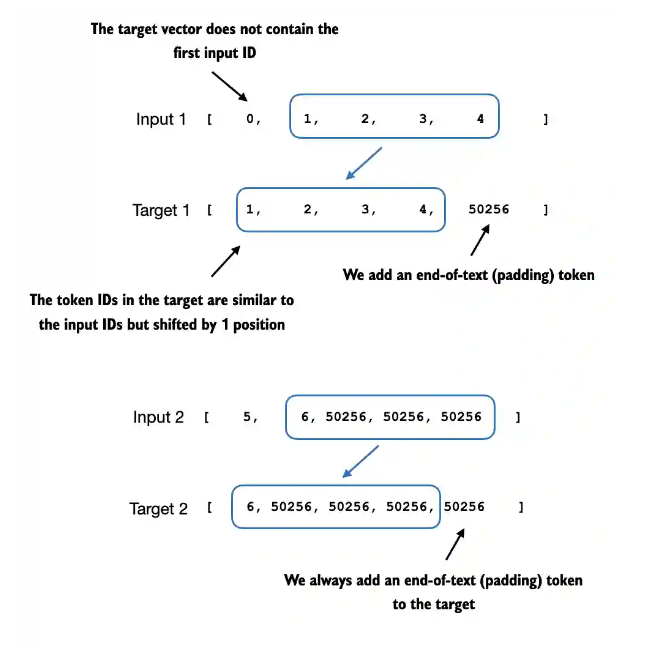 The target vector does not contain the
first input ID
Input 1 [ 0, 1, 2, 3, 4 ]
Target 1 [ 1, 2, 3, 4, 50256 ]
We add an end-of-text (padding) token
The token IDs in the target are similar to
the input IDs but shifted by 1 position
Input 2 [ 5, 6, 50256, 50256, 50256 ]
Target 2 [ 6, 50256, 50256, 50256, 50256 ]
We always add an end-of-text (padding) token
to the target